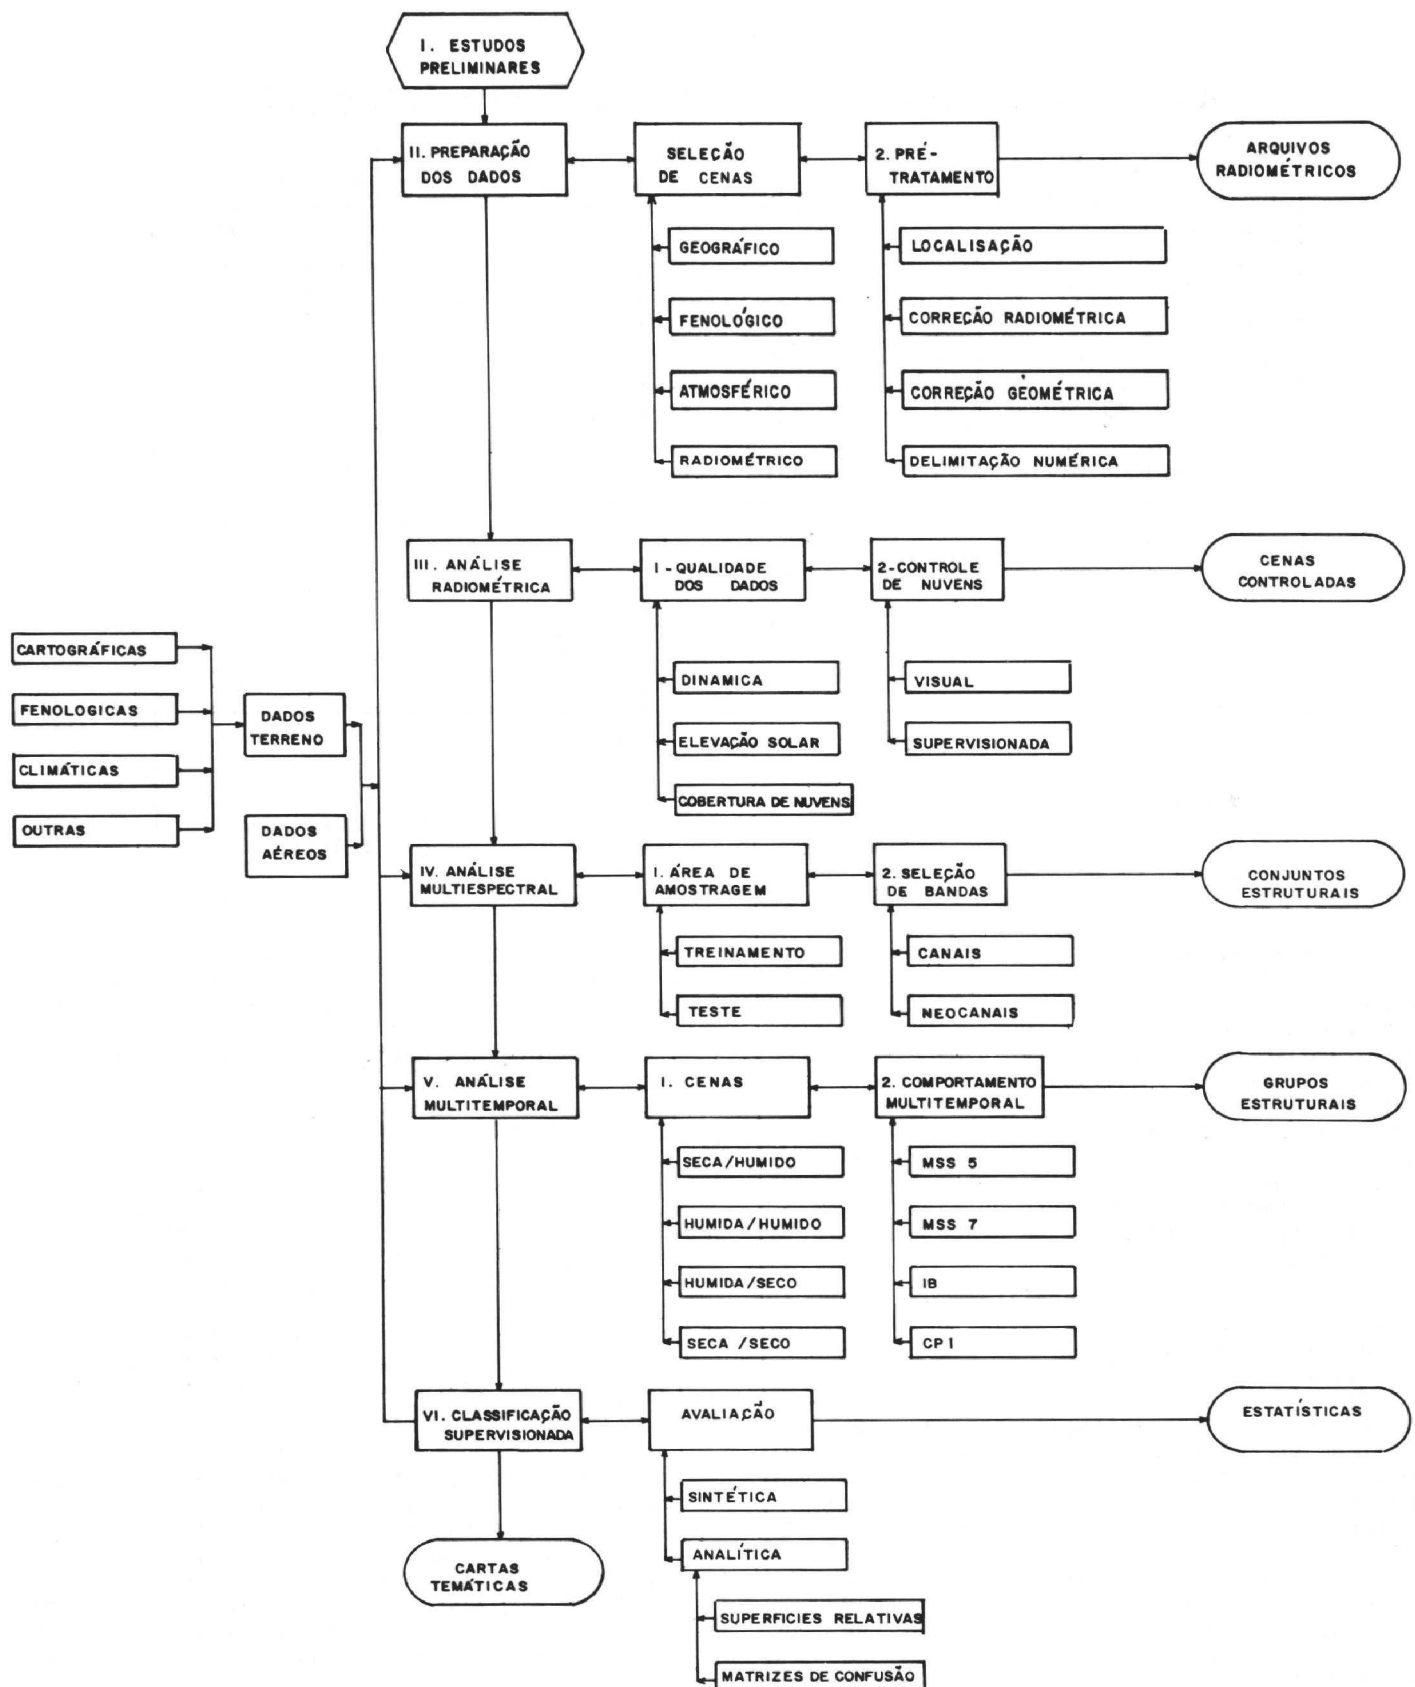 I. ESTUDOS
PRELIMINARES
II. PREPARAÇÃO
DOS DADOS
SELEÇÃO
DE CENAS
2. PRÉ-
TRATAMENTO
ARQUIVOS
RADIOMÉTRICOS
GEOGRÁFICO
FENOLÓGICO
ATMOSFÉRICO
RADIOMÉTRICO
LOCALISAÇÃO
CORREÇÃO RADIOMÉTRICA
CORREÇÃO GEOMÉTRICA
DELIMITAÇÃO NUMÉRICA
III. ANÁLISE
RADIOMÉTRICA
I - QUALIDADE
DOS DADOS
2-CONTROLE
DE NUVENS
CENAS
CONTROLADAS
DINAMICA
ELEVAÇÃO SOLAR
COBERTURA DE NUVENS
VISUAL
SUPERVISIONADA
CARTOGRÁFICAS
FENOLOGICAS
CLIMÁTICAS
OUTRAS
DADOS
TERRENO
DADOS
AÉREOS
IV. ANÁLISE
MULTIESPECTRAL
I. ÁREA DE
AMOSTRAGEM
2. SELEÇÃO
DE BANDAS
CONJUNTOS
ESTRUTURAIS
TREINAMENTO
TESTE
CANAIS
NEOCANAIS
V. ANÁLISE
MULTITEMPORAL
I. CENAS
2. COMPORTAMENTO
MULTITEMPORAL
GRUPOS
ESTRUTURAIS
SECA/HUMIDO
HUMIDA/HUMIDO
HUMIDA/SECO
SECA /SECO
MSS 5
MSS 7
IB
CP I
VI. CLASSIFICAÇÃO
SUPERVISIONADA
AVALIAÇÃO
ESTATÍSTICAS
SINTÉTICA
ANALÍTICA
SUPERFICIES RELATIVAS
MATRIZES DE CONFUSÃO
CARTAS
TEMÁTICAS